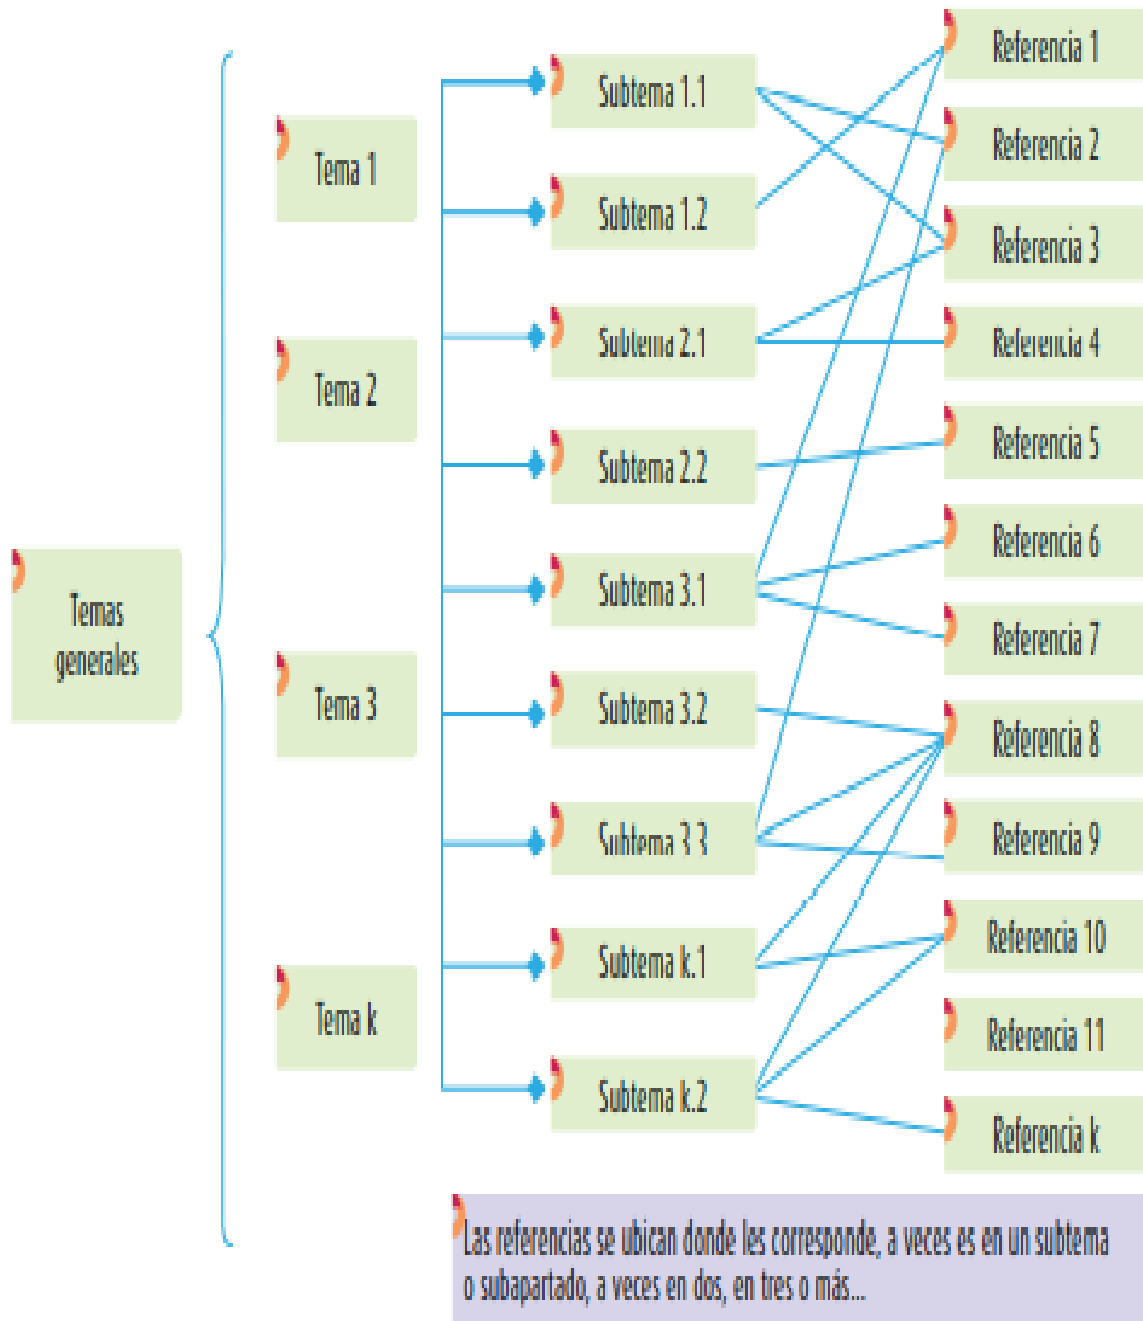 Temas
generales
Tema 1
Tema 2
Tema 3
Tema k
Subtema 1.1
Subtema 1.2
Subtema 2.1
Subtema 2.2
Subtema 3.1
Subtema 3.2
Subtema 3.3
Subtema k.1
Subtema k.2
Referencia 1
Referencia 2
Referencia 3
Referencia 4
Referencia 5
Referencia 6
Referencia 7
Referencia 8
Referencia 9
Referencia 10
Referencia 11
Referencia k
Las referencias se ubican donde les corresponde, a veces es en un subtema
o subapartado, a veces en dos, en tres o más...